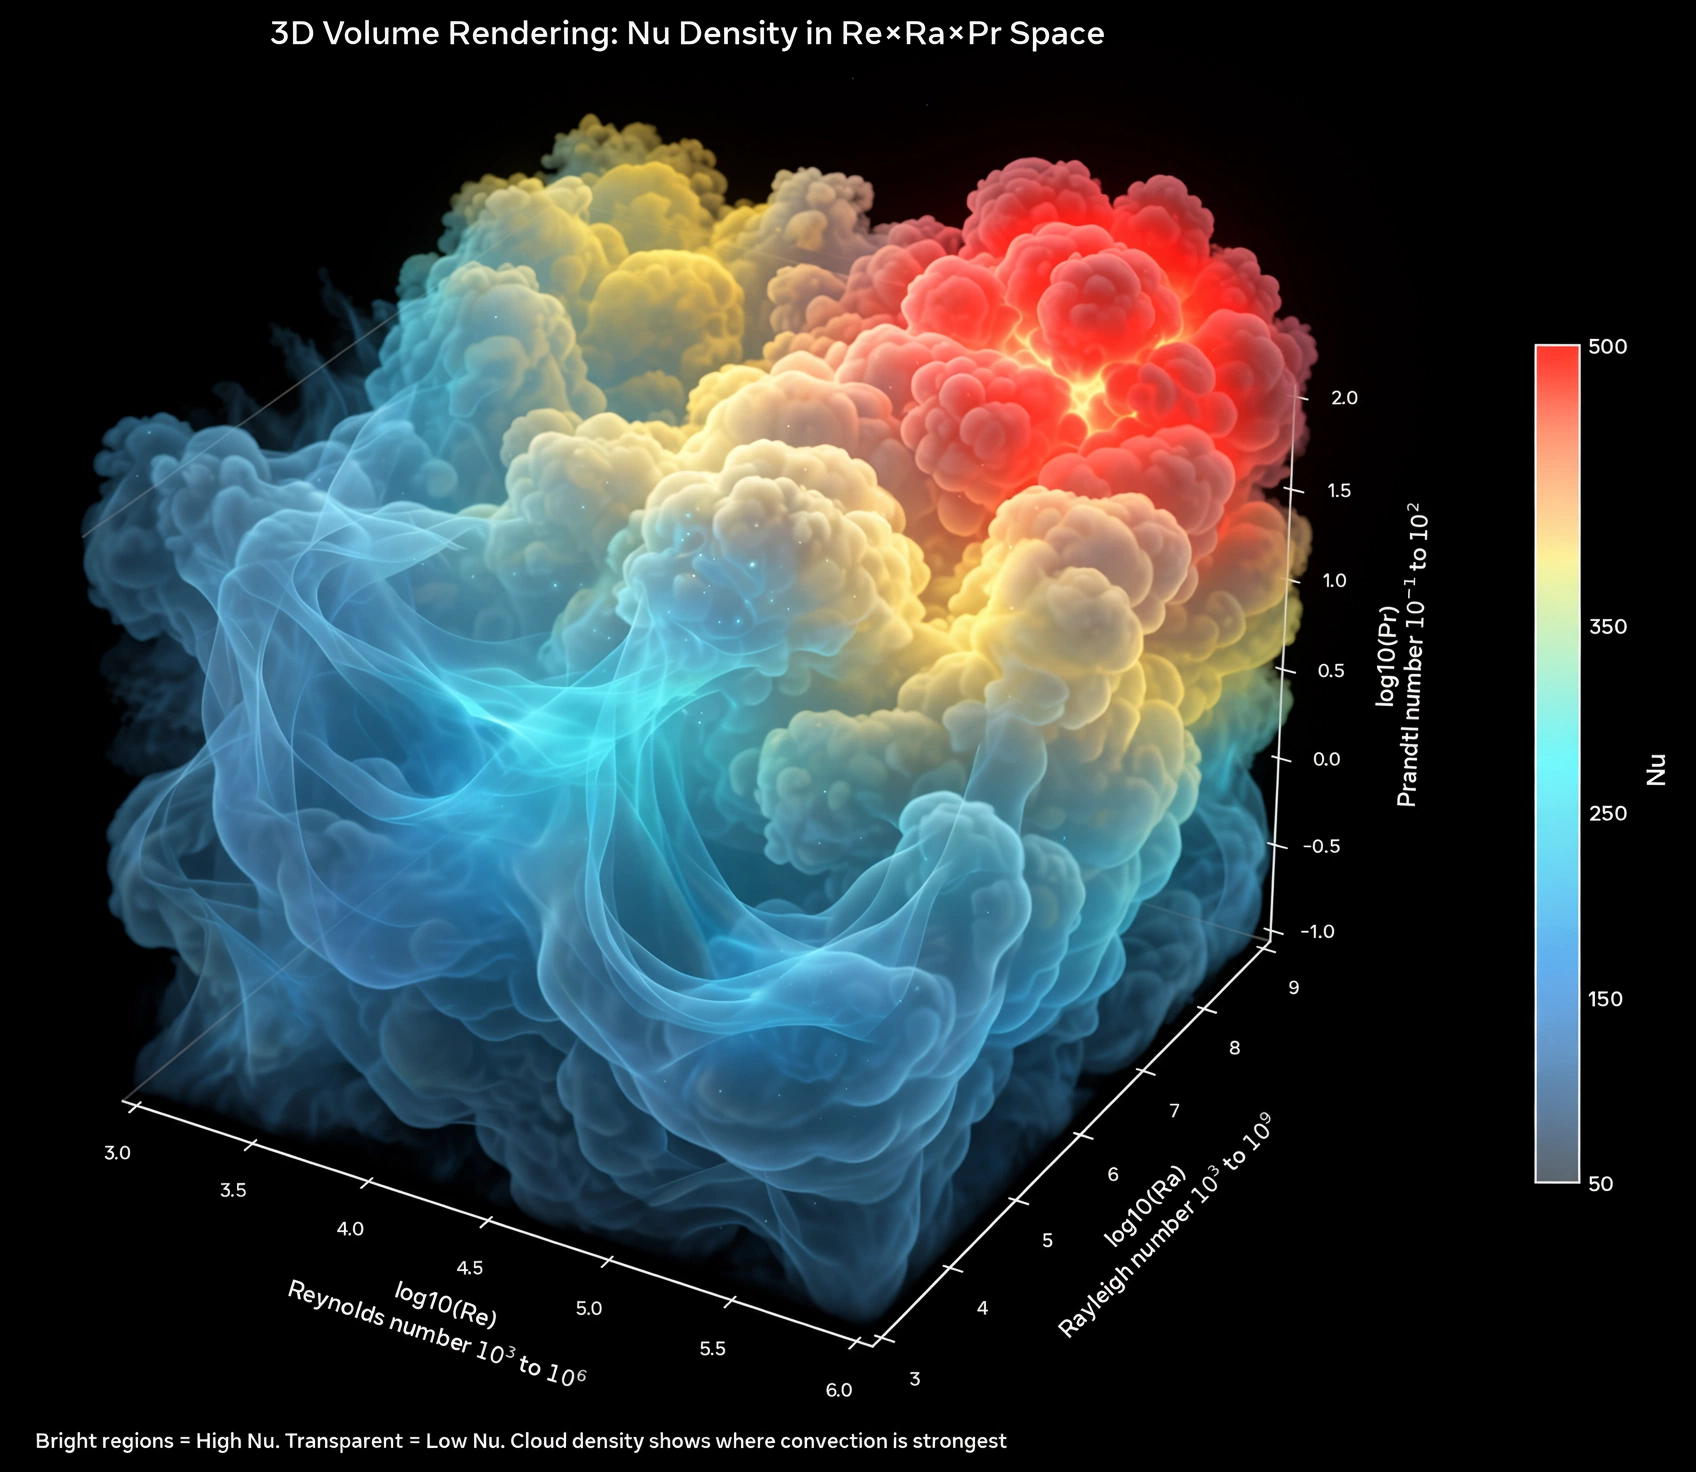 3D Volume Rendering: Nu Density in Re×Ra×Pr Space
2.0
1.5
1.0
0.5
0.0
-0.5
-1.0
log10(Pr)
Prandtl number 10⁻¹ to 10²
9
8
7
6
5
4
3
log10(Ra)
Rayleigh number 10³ to 10⁹
3.0
3.5
4.0
4.5
5.0
5.5
6.0
log10(Re)
Reynolds number 10³ to 10⁶
500
350
250
150
50
Nu
Bright regions = High Nu. Transparent = Low Nu. Cloud density shows where convection is strongest